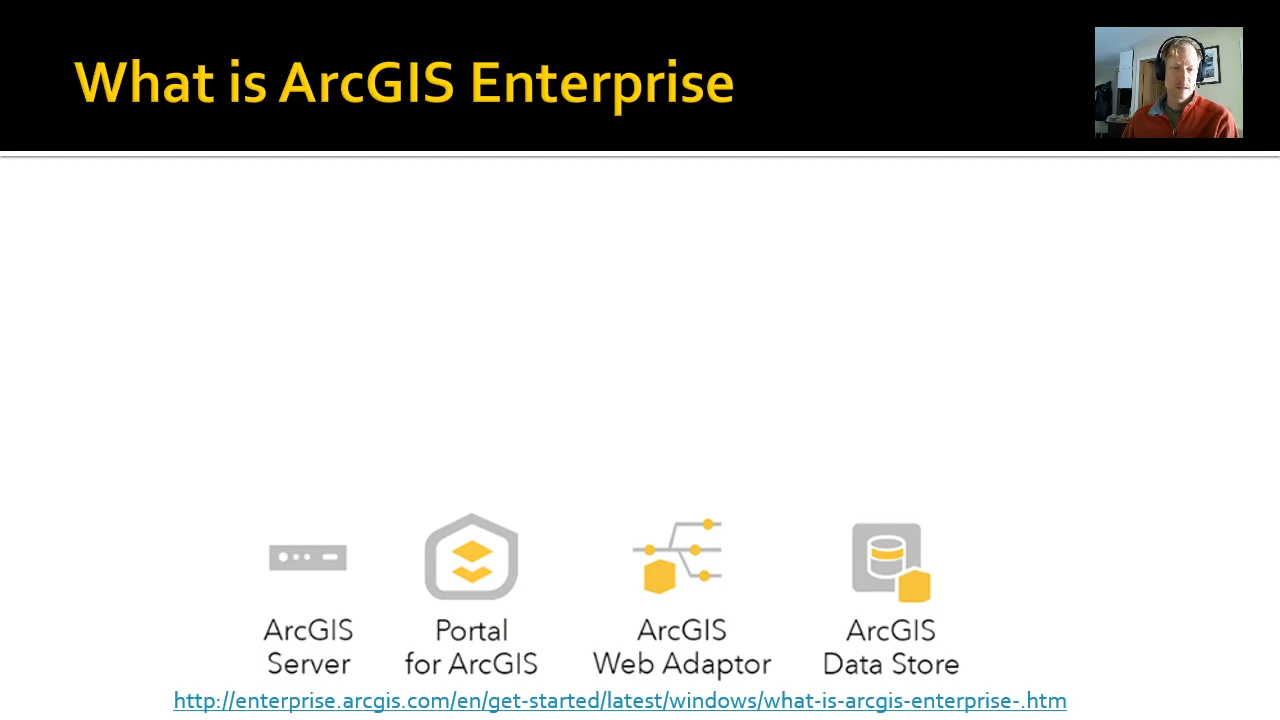 What is ArcGIS Enterprise
ArcGIS Server
Portal for ArcGIS
ArcGIS Web Adaptor
ArcGIS Data Store
http://enterprise.arcgis.com/en/get-started/latest/windows/what-is-arcgis-enterprise-.htm